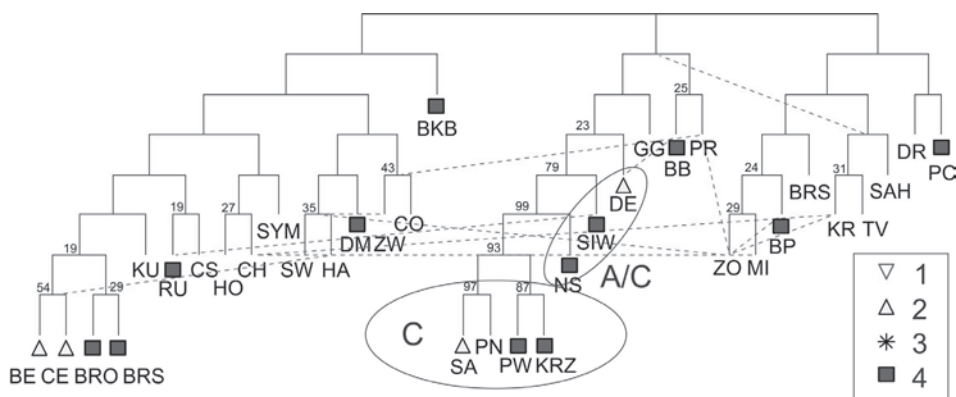 25
BKB
23
GG BB PR
DR PC
43
79
24
31
DE
BRS
SAH
19
27
35
99
29
SYM
DM ZW CO
SIW
BP
KR TV
19
93
KU RU CS HO CH SW HA
NS
A/C
ZO MI
54
29
97
87
C
SA PN PW KRZ
BE CE BRO BRS
1
2
3
4